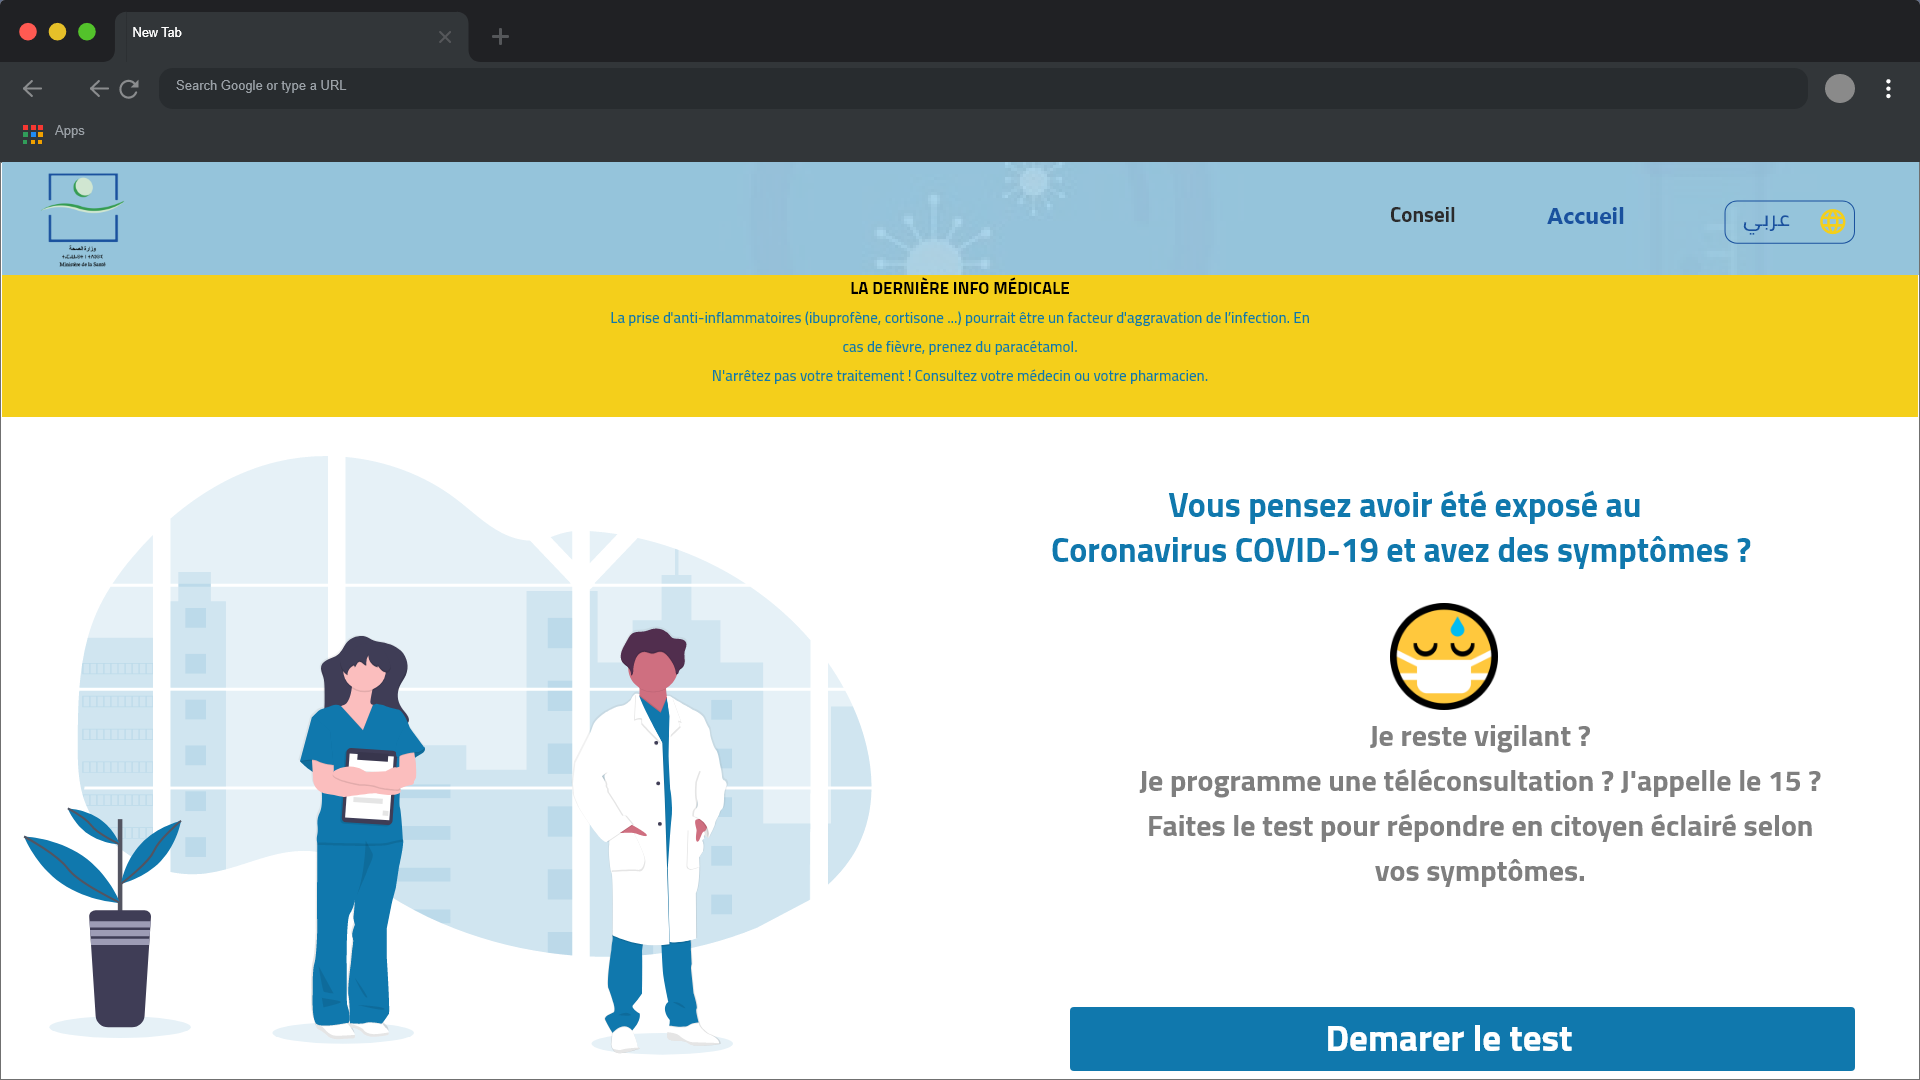 New Tab
Search Google or type a URL
Apps
وزارة الصحة
Ministère de la Santé
Conseil
Accueil
عربي
LA DERNIÈRE INFO MÉDICALE
La prise d'anti-inflammatoires (ibuprofène, cortisone ...) pourrait être un facteur d'aggravation de l'infection. En
cas de fièvre, prenez du paracétamol.
N'arrêtez pas votre traitement ! Consultez votre médecin ou votre pharmacien.
Vous pensez avoir été exposé au
Coronavirus COVID-19 et avez des symptômes ?
Je reste vigilant ?
Je programme une téléconsultation ? J'appelle le 15 ?
Faites le test pour répondre en citoyen éclairé selon
vos symptômes.
Demarer le test